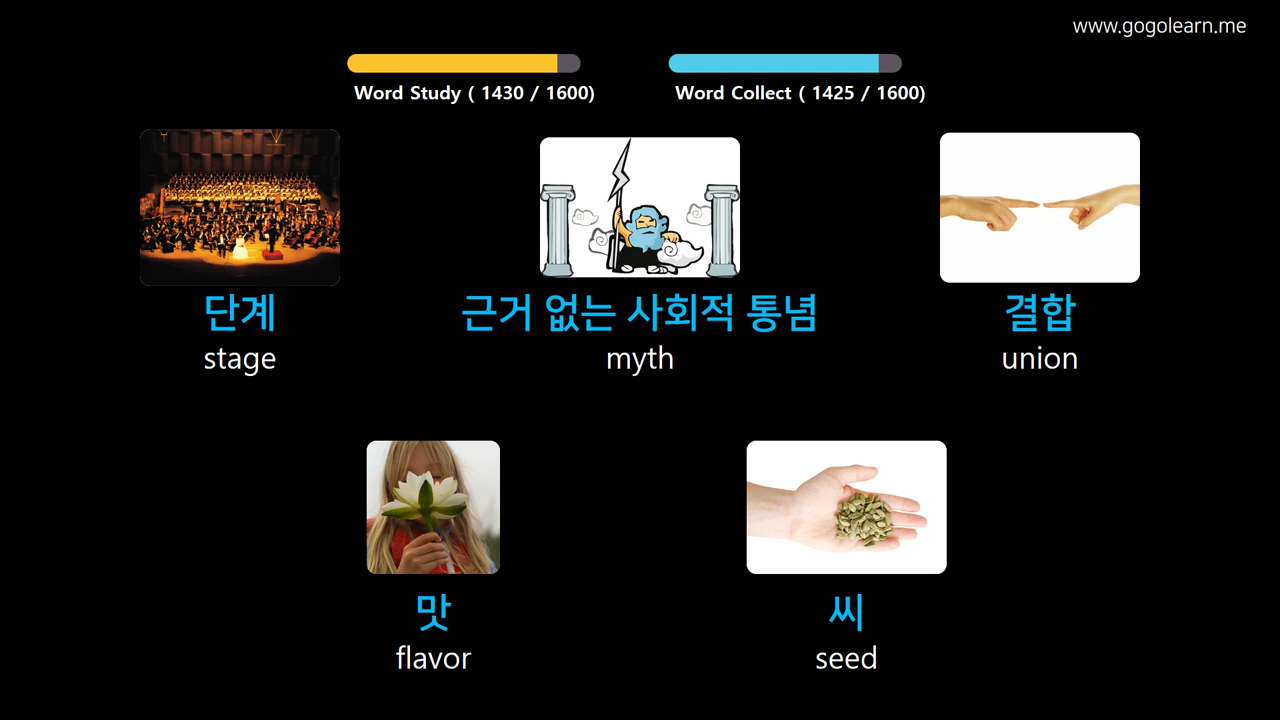 www.gogolearn.me
Word Study ( 1430 / 1600)
Word Collect ( 1425 / 1600)
단계
stage
근거 없는 사회적 통념
myth
결합
union
맛
flavor
씨
seed